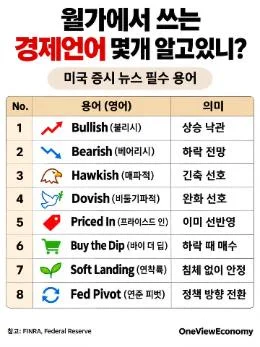 월가에서 쓰는
경제언어 몇개 알고있니?
미국 증시 뉴스 필수 용어
No. 용어 (영어) 의미
1 Bullish (불리시) 상승 낙관
2 Bearish (베어리시) 하락 전망
3 Hawkish (매파적) 긴축 선호
4 Dovish (비둘기파적) 완화 선호
5 Priced In (프라이스드 인) 이미 선반영
6 Buy the Dip (바이 더 딥) 하락 때 매수
7 Soft Landing (연착륙) 침체 없이 안정
8 Fed Pivot (연준 피벗) 정책 방향 전환
참고: FINRA, Federal Reserve
OneViewEconomy